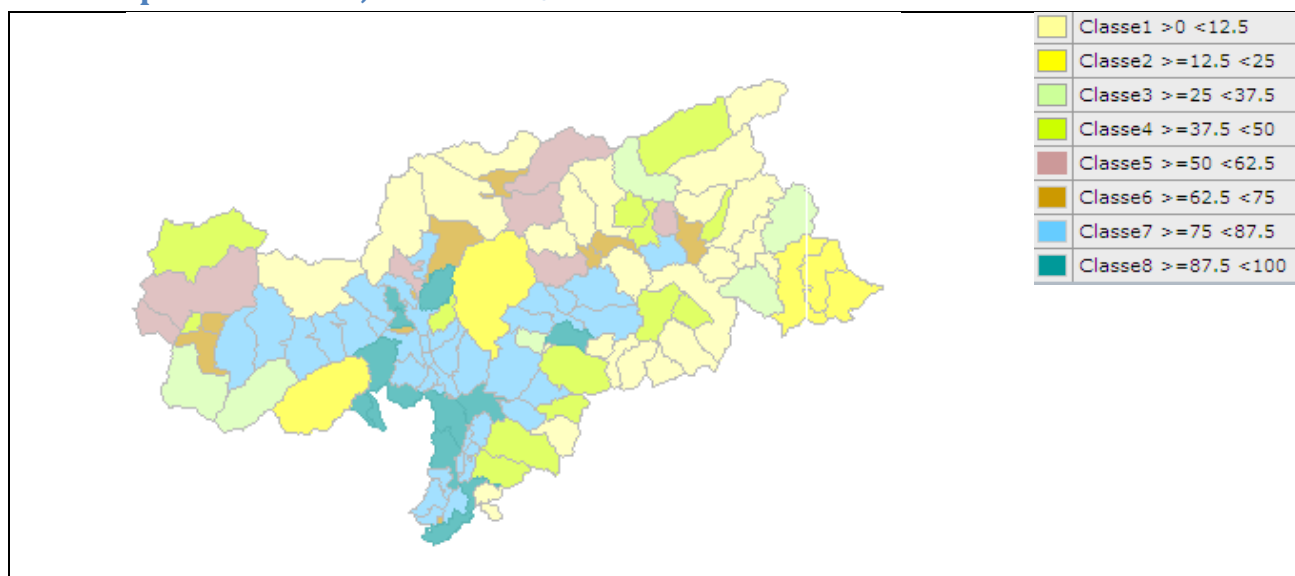 Classe1 >0 <12.5
Classe2 >=12.5 <25
Classe3 >=25 <37.5
Classe4 >=37.5 <50
Classe5 >=50 <62.5
Classe6 >=62.5 <75
Classe7 >=75 <87.5
Classe8 >=87.5 <100